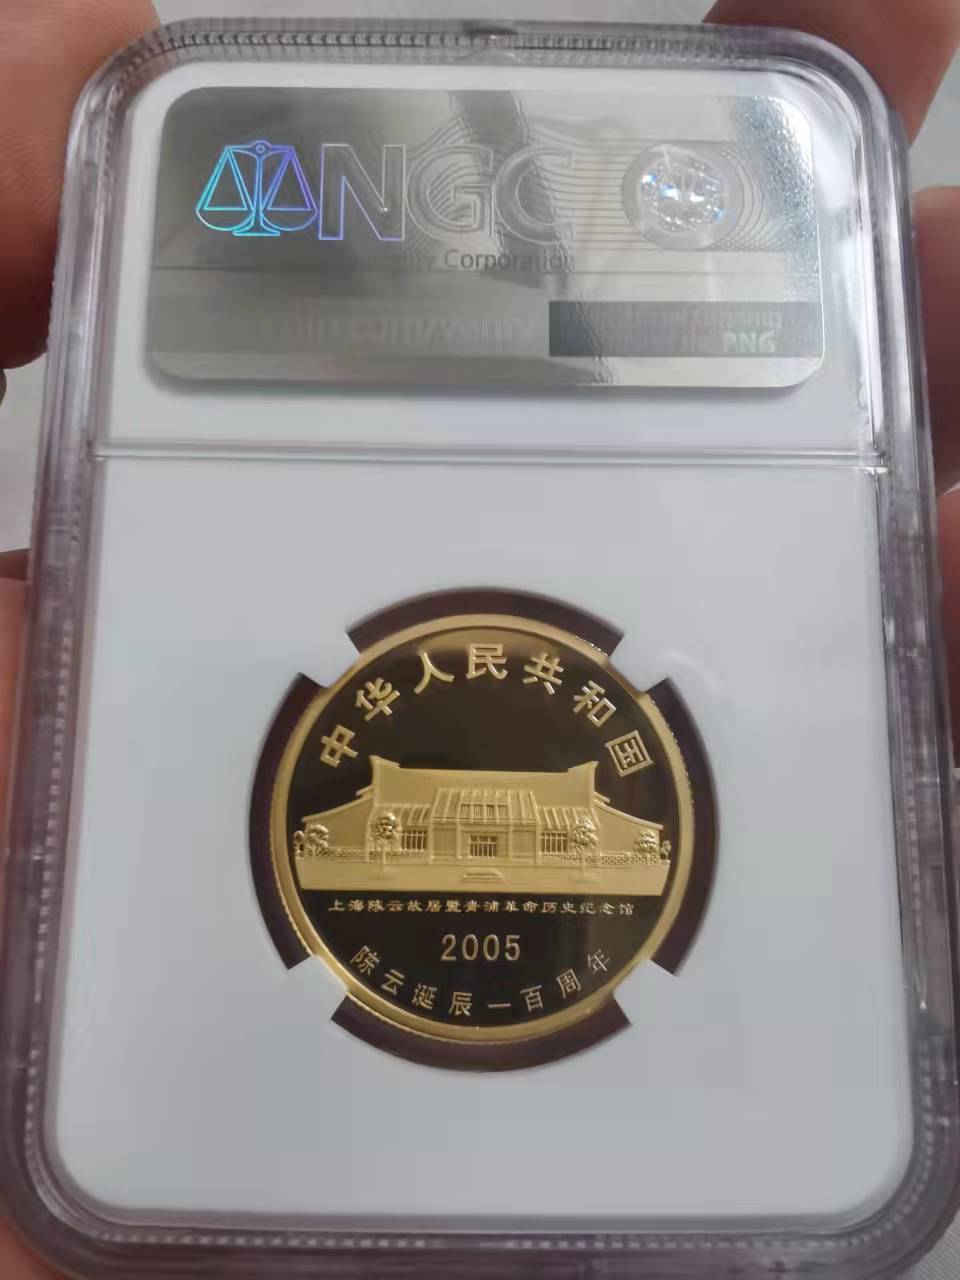 NGC
Corporation
PNG
中华人民共和国
上海陈云故居暨青浦革命历史纪念馆
2005
陈云诞辰一百周年